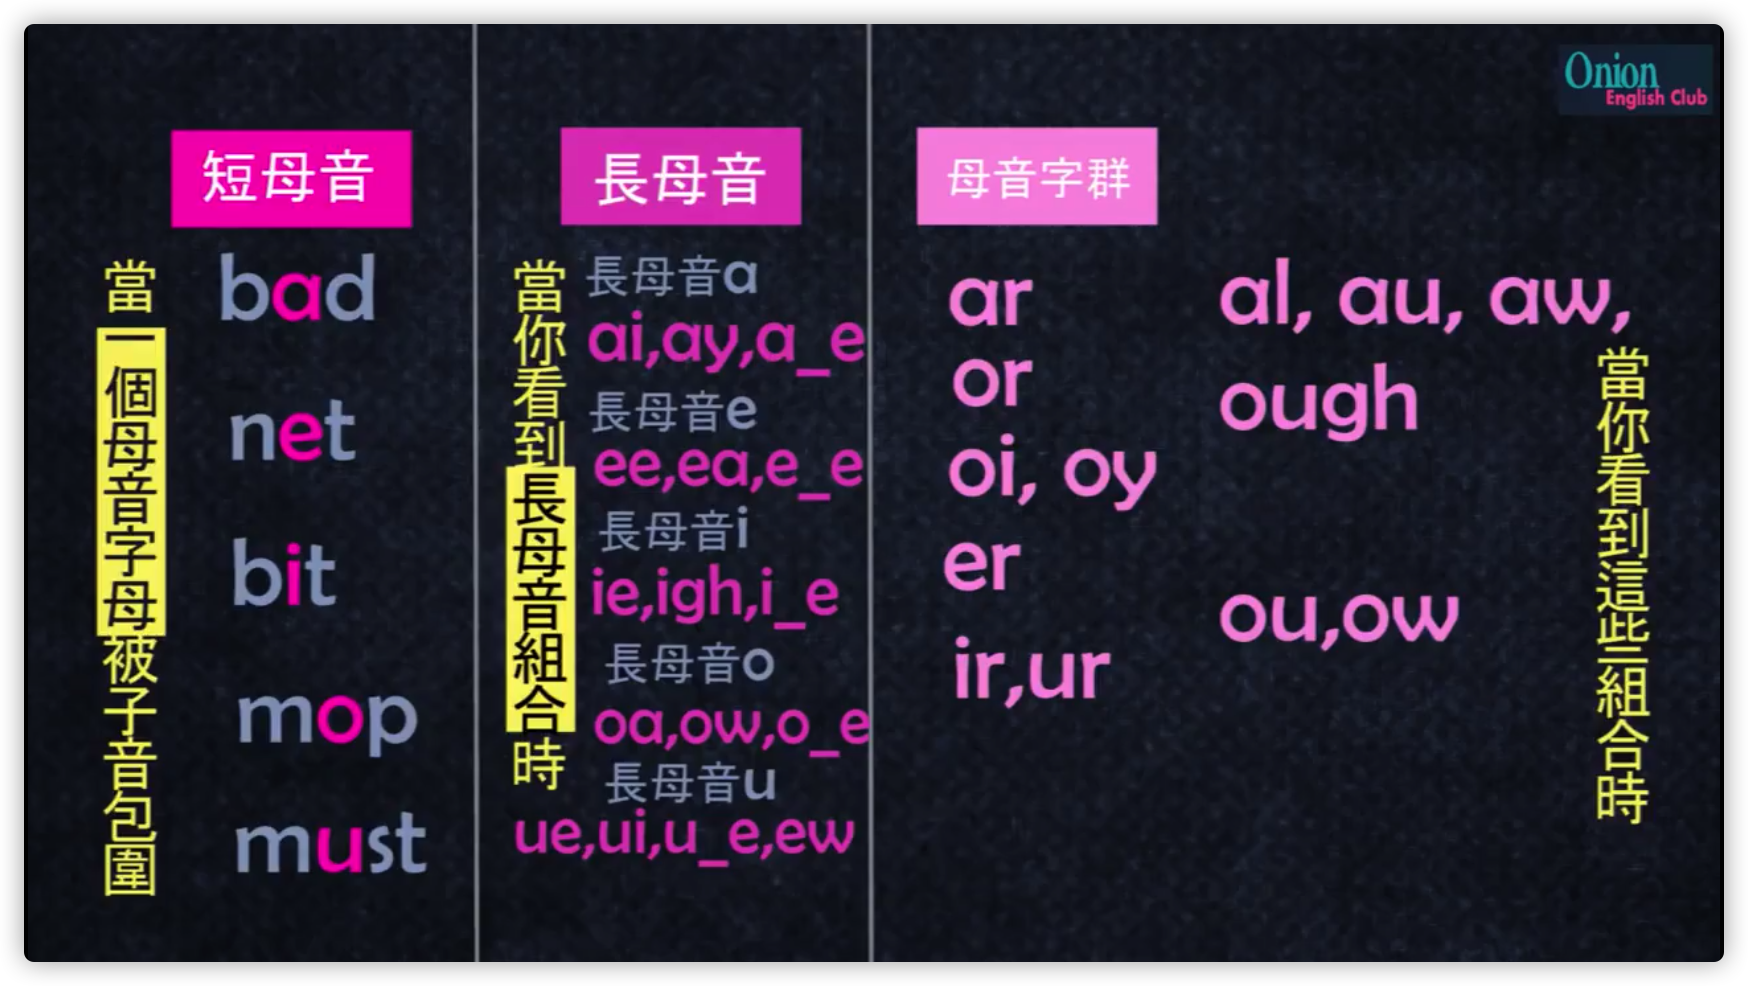 Onion
English Club
短母音
當一個母音字母被子音包圍
bad
net
bit
mop
must
長母音
當你看到長母音組合時
長母音a
ai,ay,a_e
長母音e
ee,ea,e_e
長母音i
ie,igh,i_e
長母音o
oa,ow,o_e
長母音u
ue,ui,u_e,ew
母音字群
ar
or
oi, oy
er
ir,ur
al, au, aw,
ough
ou,ow
當你看到這些組合時